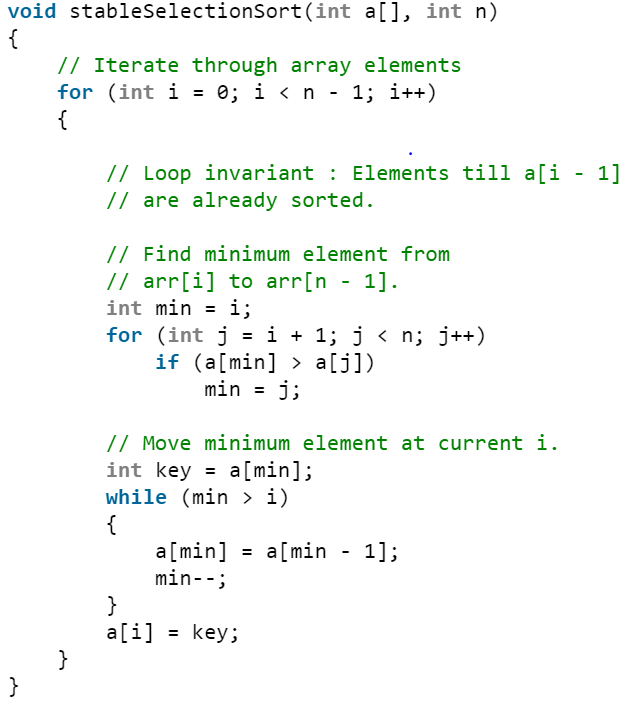 void stableSelectionSort(int a[], int n)
{
    // Iterate through array elements
    for (int i = 0; i < n - 1; i++)
    {
        // Loop invariant : Elements till a[i - 1]
        // are already sorted.
        // Find minimum element from
        // arr[i] to arr[n - 1].
        int min = i;
        for (int j = i + 1; j < n; j++)
            if (a[min] > a[j])
                min = j;
        // Move minimum element at current i.
        int key = a[min];
        while (min > i)
        {
            a[min] = a[min - 1];
            min--;
        }
        a[i] = key;
    }
}